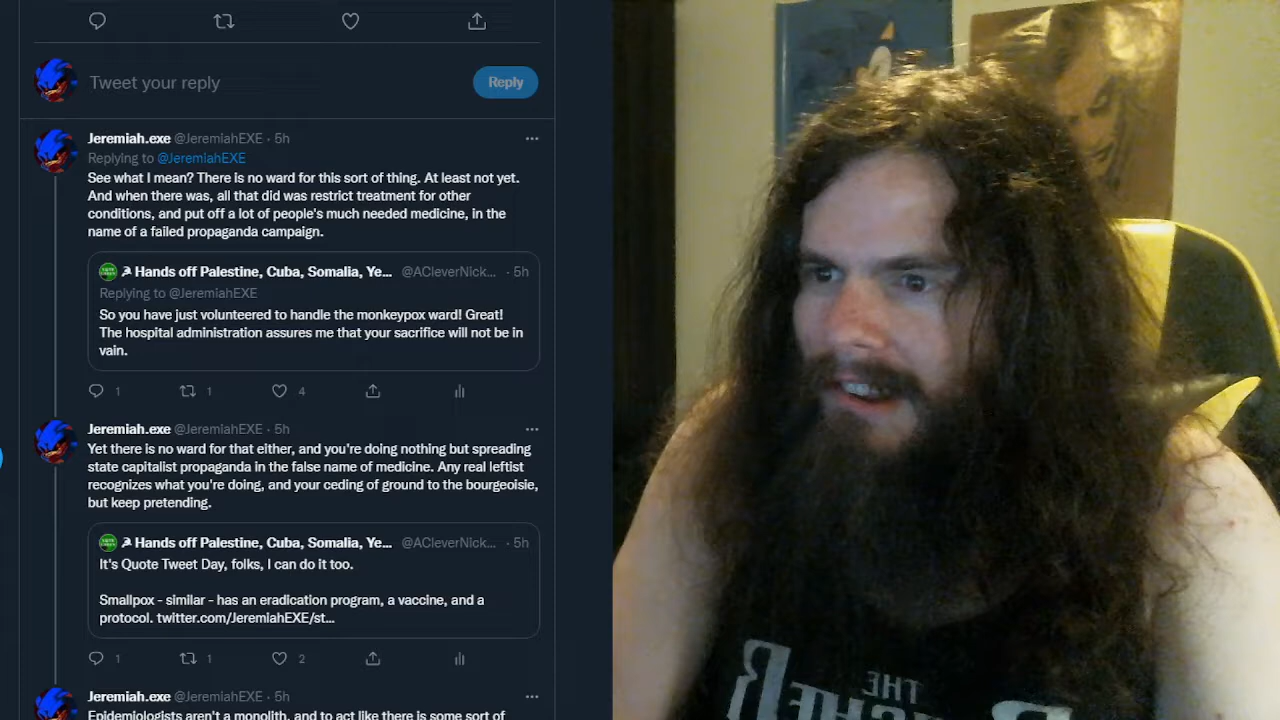 Tweet your reply
Reply
Jeremiah.exe @JeremiahEXE · 5h
Replying to @JeremiahEXE
See what I mean? There is no ward for this sort of thing. At least not yet.
And when there was, all that did was restrict treatment for other
conditions, and put off a lot of people's much needed medicine, in the
name of a failed propaganda campaign.
Hands off Palestine, Cuba, Somalia, Ye... @ACleverNick... · 5h
Replying to @JeremiahEXE
So you have just volunteered to handle the monkeypox ward! Great!
The hospital administration assures me that your sacrifice will not be in
vain.
1 1 4
Jeremiah.exe @JeremiahEXE · 5h
Yet there is no ward for that either, and you're doing nothing but spreading
state capitalist propaganda in the false name of medicine. Any real leftist
recognizes what you're doing, and your ceding of ground to the bourgeoisie,
but keep pretending.
Hands off Palestine, Cuba, Somalia, Ye... @ACleverNick... · 5h
It's Quote Tweet Day, folks, I can do it too.
Smallpox - similar - has an eradication program, a vaccine, and a
protocol. twitter.com/JeremiahEXE/st...
1 1 2
Jeremiah.exe @JeremiahEXE · 5h
Epidemiologists aren't a monolith, and to act like there is some sort of
THE